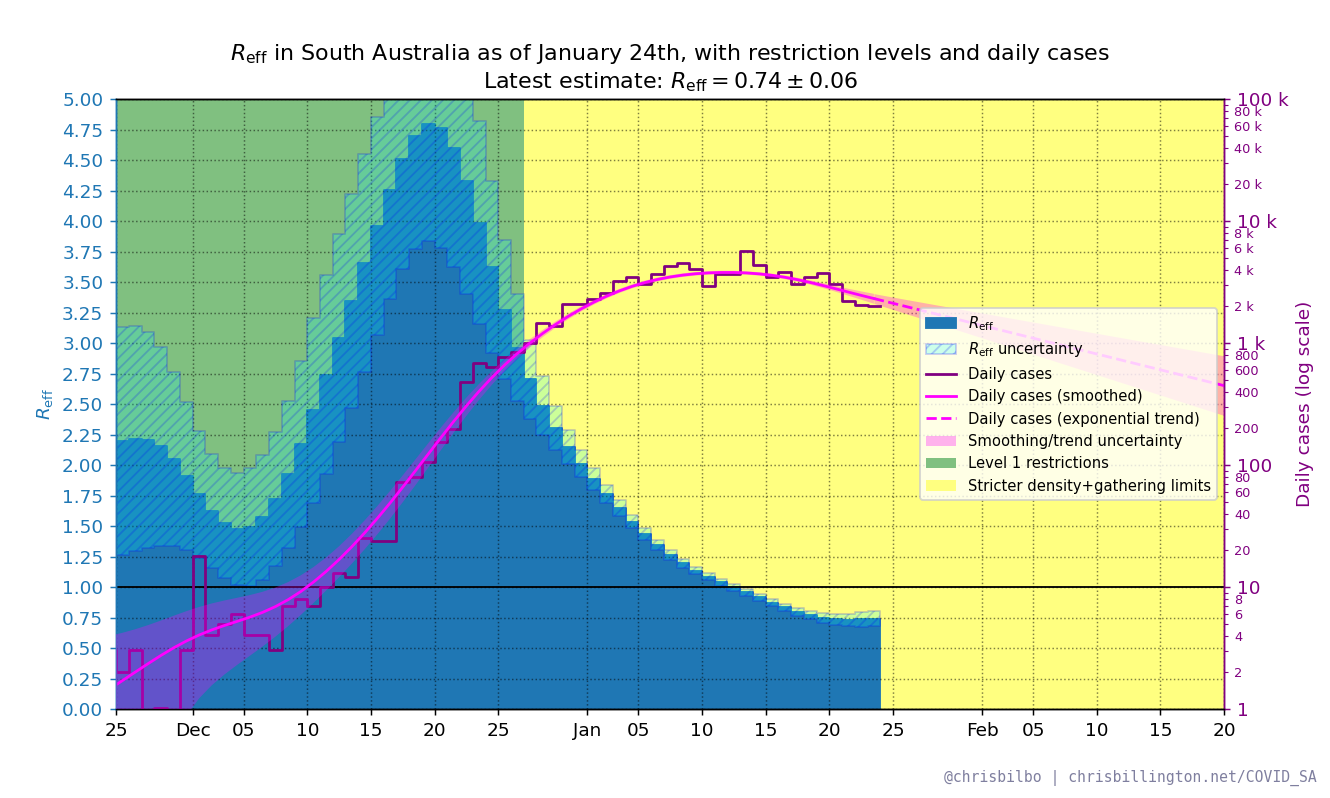 Reff in South Australia as of January 24th, with restriction levels and daily cases
Latest estimate: Reff = 0.74 ± 0.06
5.00
4.75
4.50
4.25
4.00
3.75
3.50
3.25
3.00
2.75
2.50
2.25
2.00
1.75
1.50
1.25
1.00
0.75
0.50
0.25
0.00
Reff
100 k
80 k
60 k
40 k
20 k
10 k
8 k
6 k
4 k
2 k
1 k
800
600
400
200
100
80
60
40
20
10
8
6
4
2
1
Daily cases (log scale)
Reff
Reff uncertainty
Daily cases
Daily cases (smoothed)
Daily cases (exponential trend)
Smoothing/trend uncertainty
Level 1 restrictions
Stricter density+gathering limits
25 Dec 05 10 15 20 25 Jan 05 10 15 20 25 Feb 05 10 15 20
@chrisbilbo | chrisbillington.net/COVID_SA